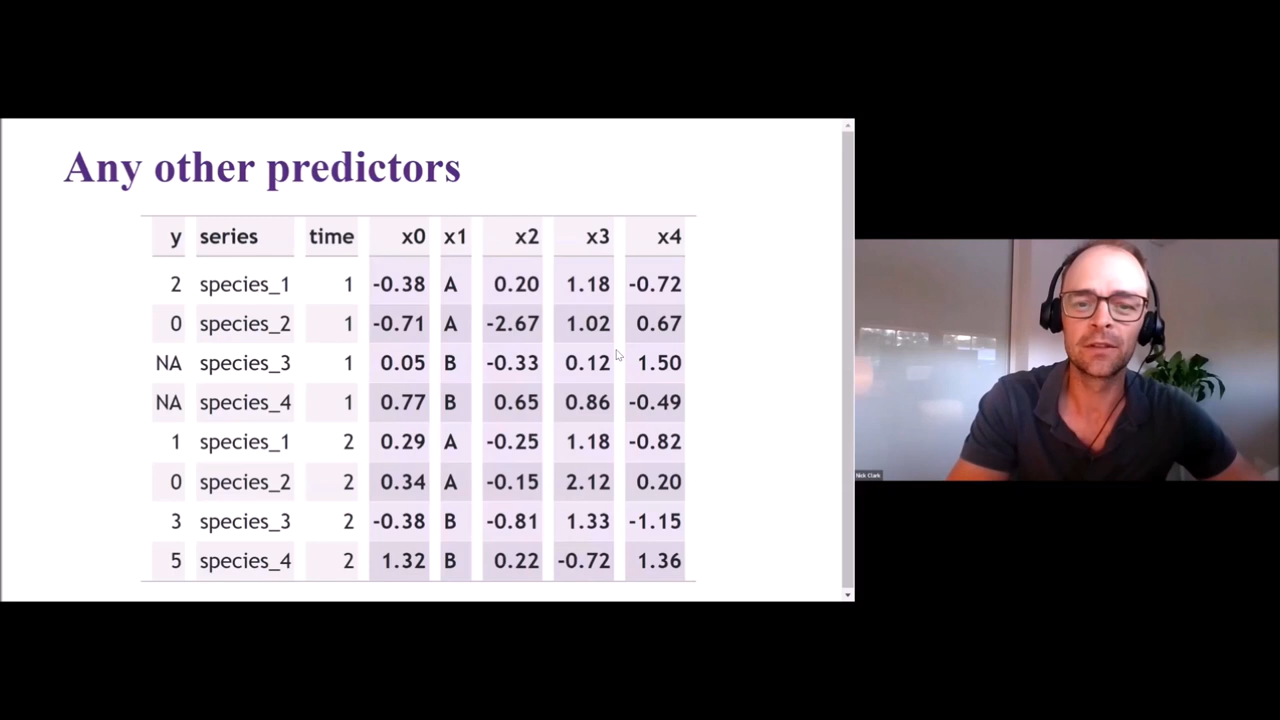 Any other predictors
y series time x0 x1 x2 x3 x4
2 species_1 1 -0.38 A 0.20 1.18 -0.72
0 species_2 1 -0.71 A -2.67 1.02 0.67
NA species_3 1 0.05 B -0.33 0.12 1.50
NA species_4 1 0.77 B 0.65 0.86 -0.49
1 species_1 2 0.29 A -0.25 1.18 -0.82
0 species_2 2 0.34 A -0.15 2.12 0.20
3 species_3 2 -0.38 B -0.81 1.33 -1.15
5 species_4 2 1.32 B 0.22 -0.72 1.36
Nick Clark